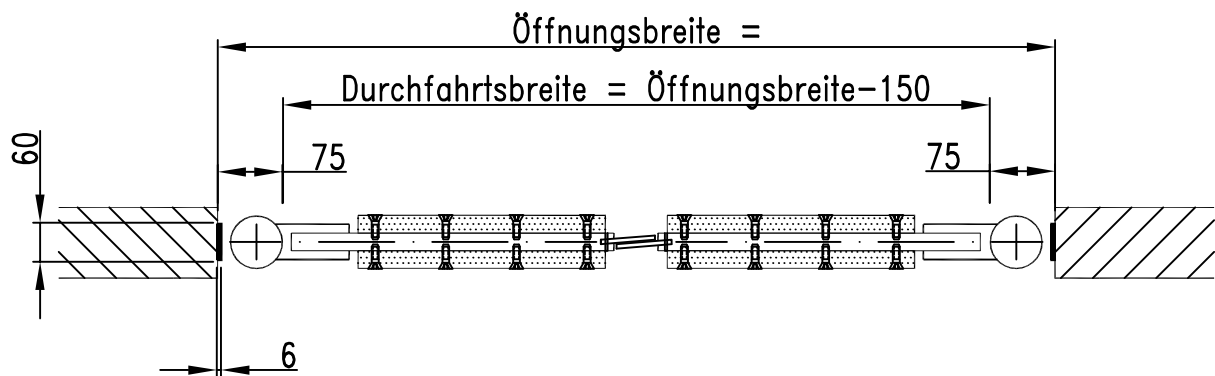 Öffnungsbreite =
Durchfahrtsbreite = Öffnungsbreite-150
60
75
75
6